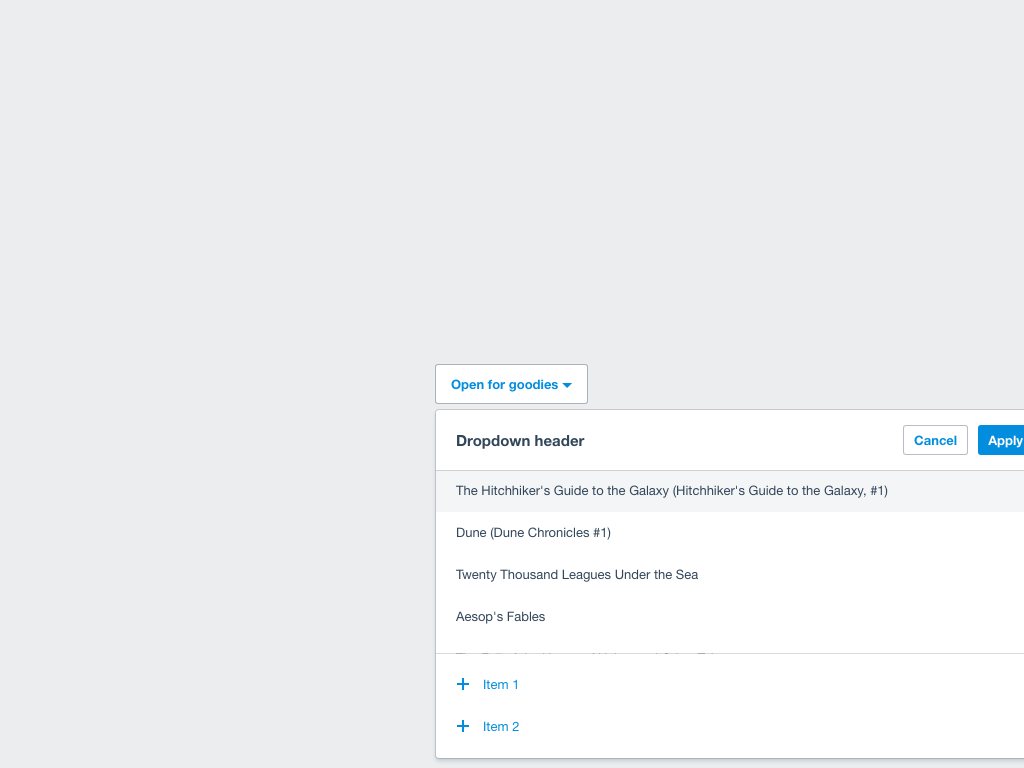 Open for goodies
Dropdown header
Cancel
Apply
The Hitchhiker's Guide to the Galaxy (Hitchhiker's Guide to the Galaxy, #1)
Dune (Dune Chronicles #1)
Twenty Thousand Leagues Under the Sea
Aesop's Fables
Item 1
Item 2